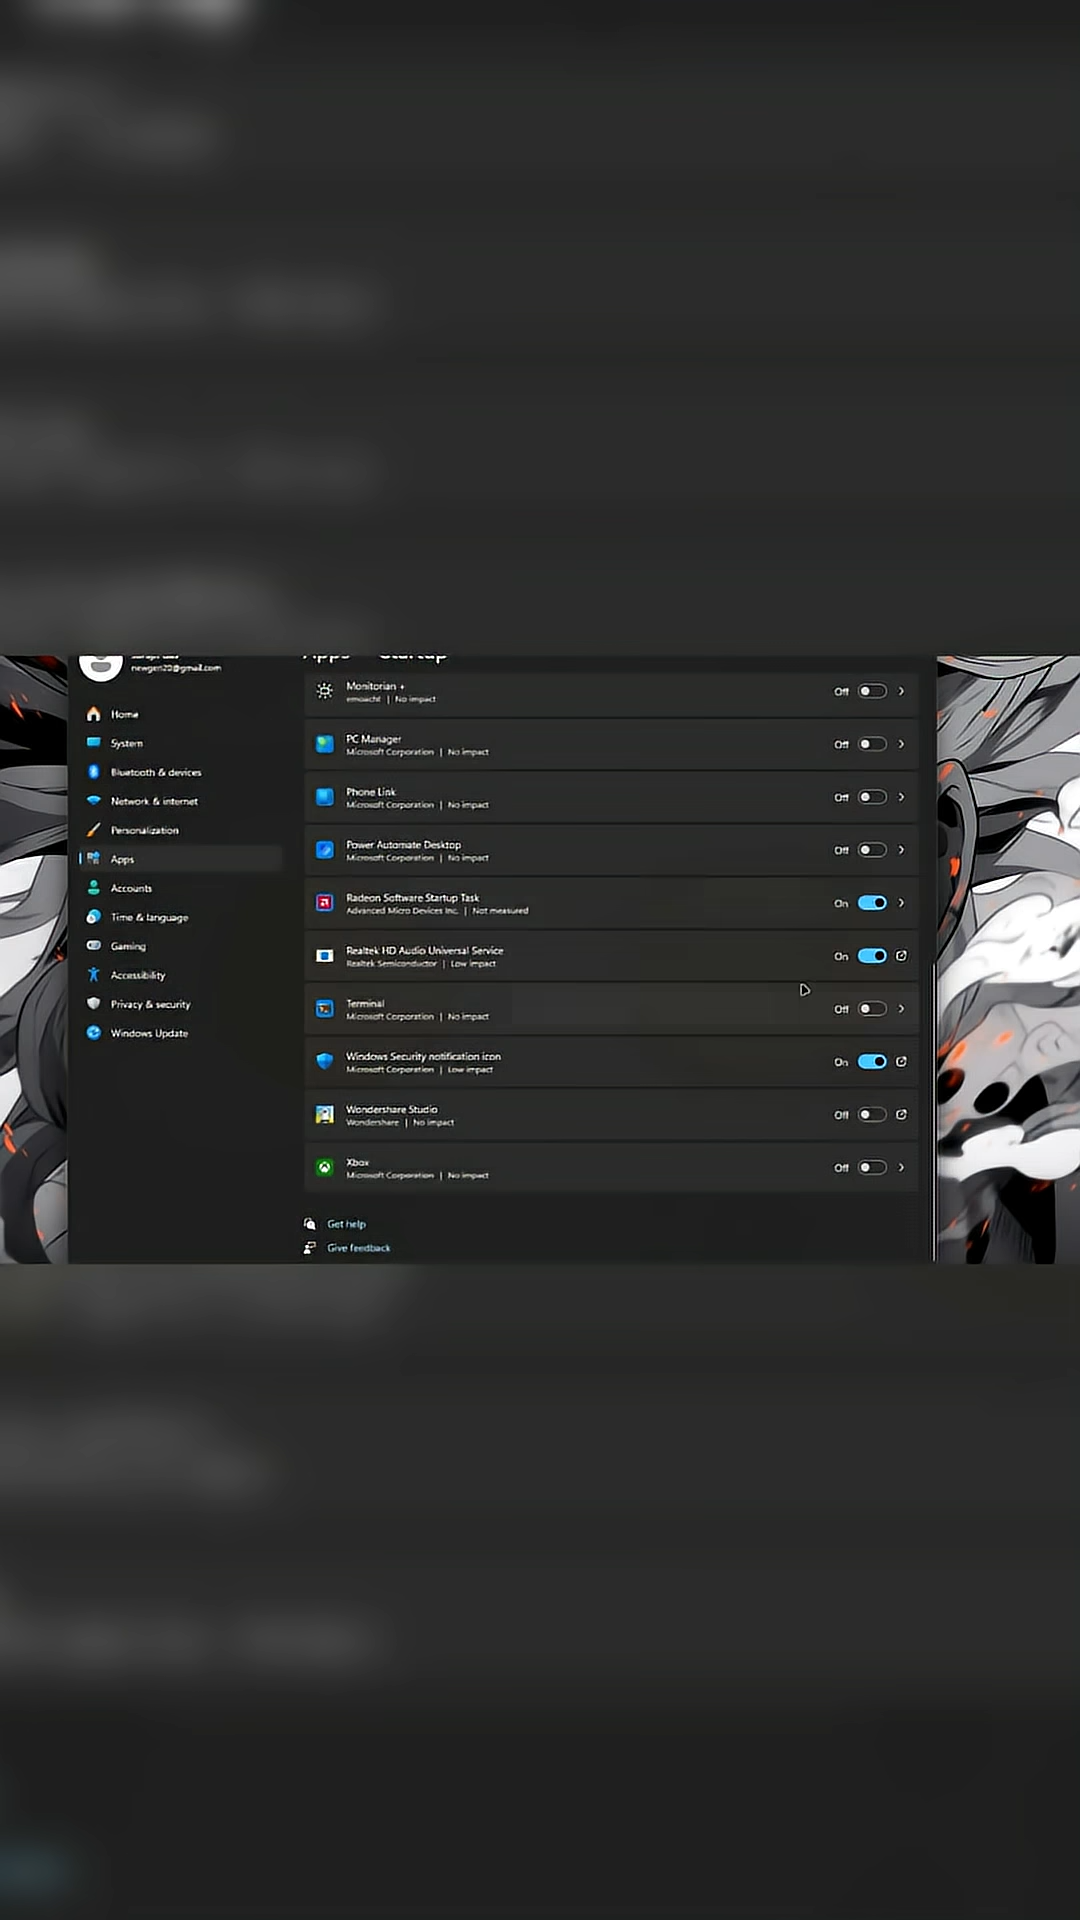 newgen20@gmail.com
Apps Startup
Home
System
Bluetooth & devices
Network & internet
Personalization
Apps
Accounts
Time & language
Gaming
Accessibility
Privacy & security
Windows Update
Monitorian +
emoacht | No impact
Off
PC Manager
Microsoft Corporation | No impact
Off
Phone Link
Microsoft Corporation | No impact
Off
Power Automate Desktop
Microsoft Corporation | No impact
Off
Radeon Software Startup Task
Advanced Micro Devices Inc. | Not measured
On
Realtek HD Audio Universal Service
Realtek Semiconductor | Low impact
On
Terminal
Microsoft Corporation | No impact
Off
Windows Security notification icon
Microsoft Corporation | Low impact
On
Wondershare Studio
Wondershare | No impact
Off
Xbox
Microsoft Corporation | No impact
Off
Get help
Give feedback